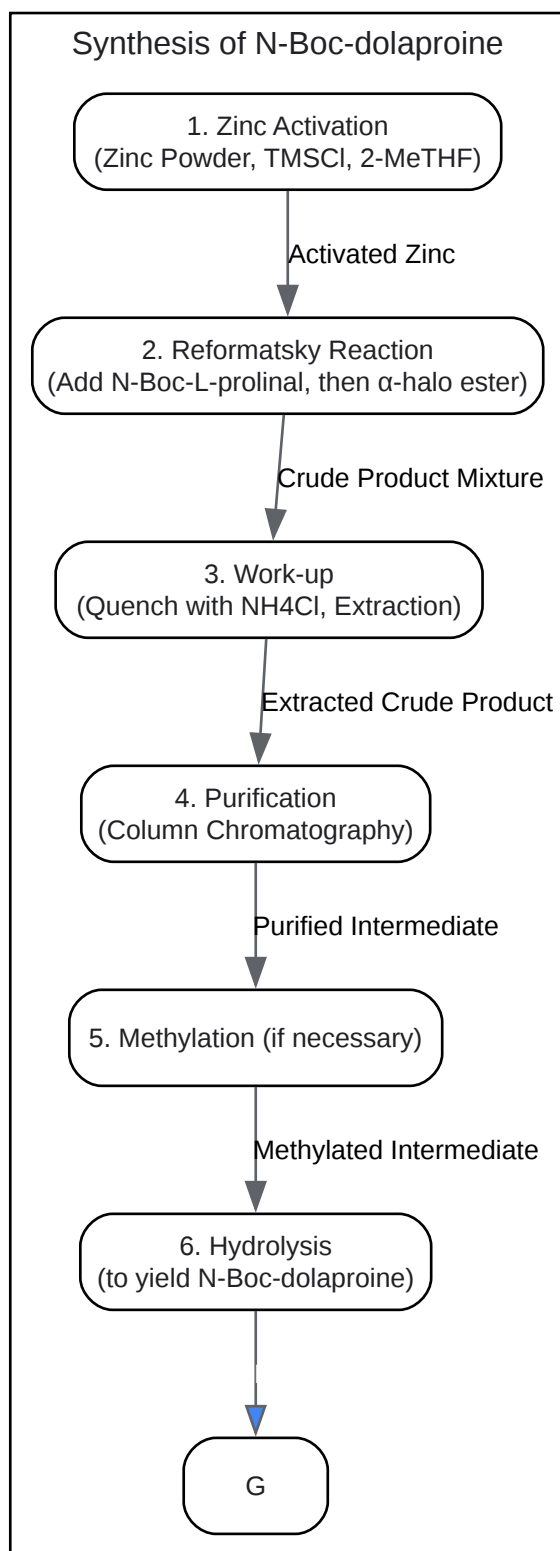 Synthesis of N-Boc-dolaproine
1. Zinc Activation
(Zinc Powder, TMSCl, 2-MeTHF)
Activated Zinc
2. Reformatsky Reaction
(Add N-Boc-L-prolinal, then α-halo ester)
Crude Product Mixture
3. Work-up
(Quench with NH4Cl, Extraction)
Extracted Crude Product
4. Purification
(Column Chromatography)
Purified Intermediate
5. Methylation (if necessary)
Methylated Intermediate
6. Hydrolysis
(to yield N-Boc-dolaproine)
G